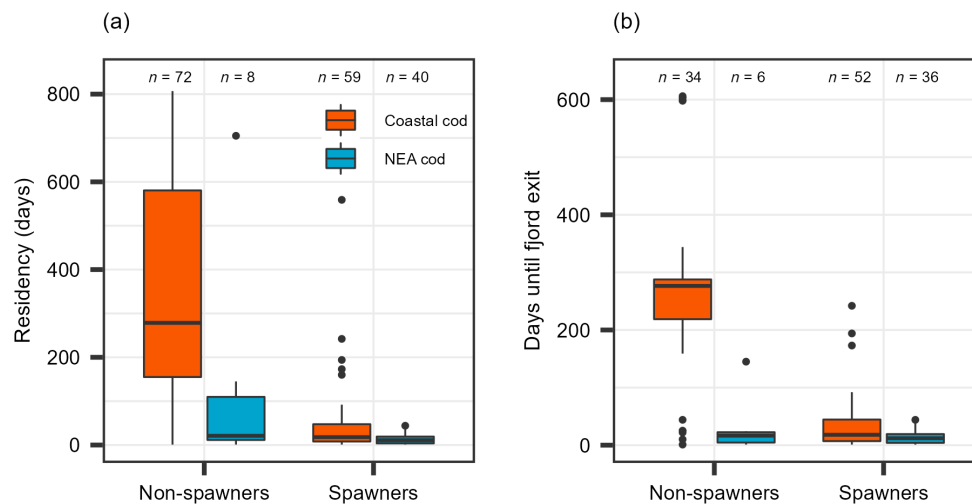 (a)
n = 72 n = 8 n = 59 n = 40
Coastal cod
NEA cod
Residency (days)
800
600
400
200
0
Non-spawners Spawners
(b)
n = 34 n = 6 n = 52 n = 36
Days until fjord exit
600
400
200
0
Non-spawners Spawners